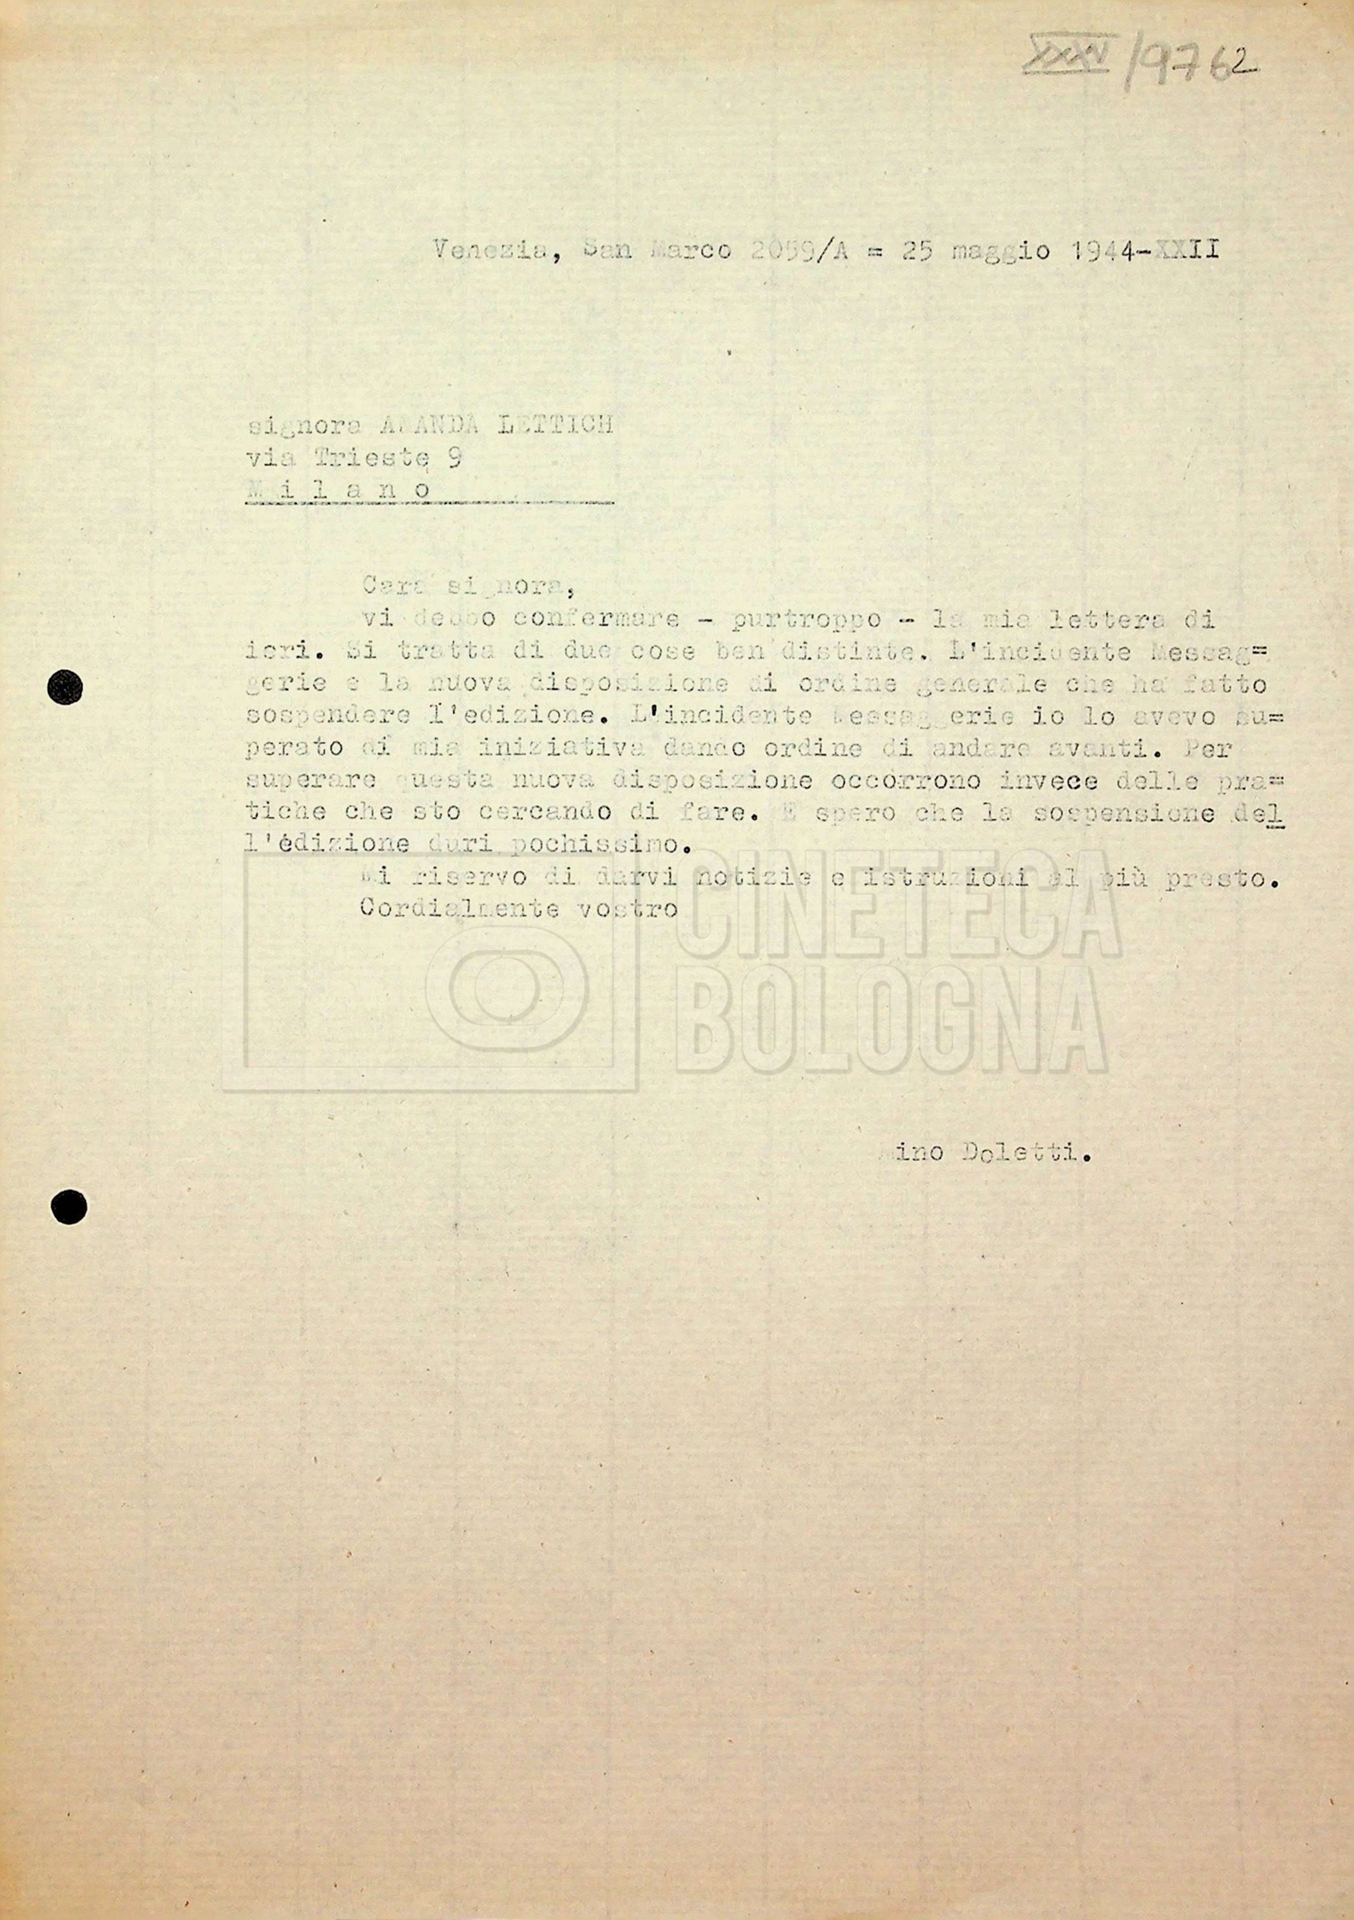 XXXV/9762
Venezia, San Marco 2059/A = 25 maggio 1944-XXII
signora AMANDA LETTICH
via Trieste 9
M i l a n o
Cara signora,
vi debbo confermare - purtroppo - la mia lettera di
ieri. Si tratta di due cose ben distinte. L'incidente Messag=
gerie e la nuova disposizione di ordine generale che ha fatto
sospendere l'edizione. L'incidente Messaggerie io lo avevo su=
perato di mia iniziativa dando ordine di andare avanti. Per
superare questa nuova disposizione occorrono invece delle pra=
tiche che sto cercando di fare. E spero che la sospensione del
l'edizione duri pochissimo.
Mi riservo di darvi notizie e istruzioni al più presto.
Cordialmente vostro
CINETECA
BOLOGNA
Mino Doletti.